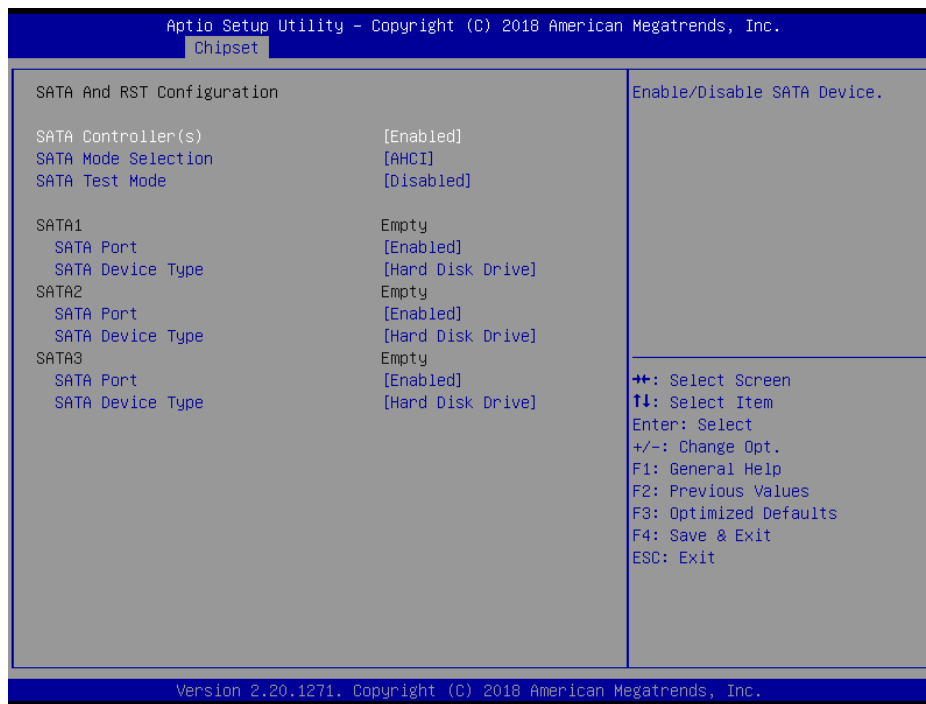 Aptio Setup Utility – Copyright (C) 2018 American Megatrends, Inc.
Chipset
SATA And RST Configuration
SATA Controller(s) [Enabled]
SATA Mode Selection [AHCI]
SATA Test Mode [Disabled]
SATA1 Empty
SATA Port [Enabled]
SATA Device Type [Hard Disk Drive]
SATA2 Empty
SATA Port [Enabled]
SATA Device Type [Hard Disk Drive]
SATA3 Empty
SATA Port [Enabled]
SATA Device Type [Hard Disk Drive]
Enable/Disable SATA Device.
→←: Select Screen
↑↓: Select Item
Enter: Select
+/-: Change Opt.
F1: General Help
F2: Previous Values
F3: Optimized Defaults
F4: Save & Exit
ESC: Exit
Version 2.20.1271. Copyright (C) 2018 American Megatrends, Inc.